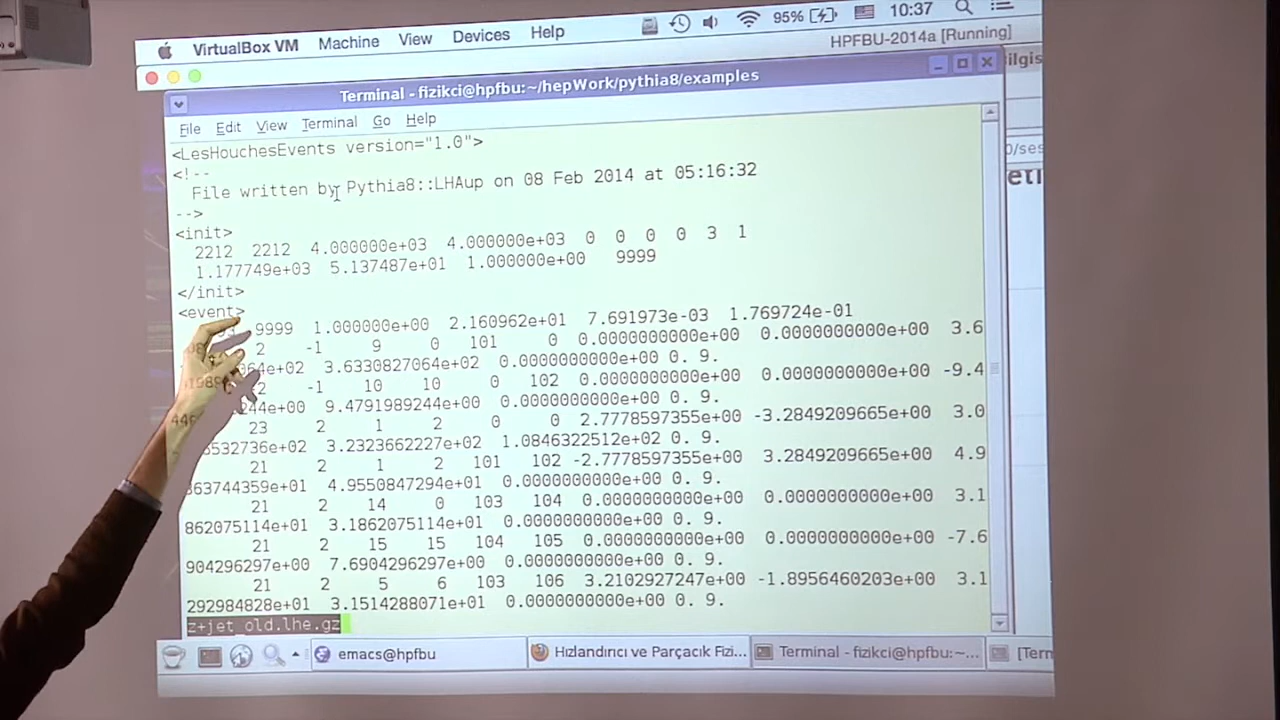 VirtualBox VM Machine View Devices Help 95% 10:37
HPFBU-2014a [Running]
Terminal - fizikci@hpfbu:~/hepWork/pythia8/examples
File Edit View Terminal Go Help
<LesHouchesEvents version="1.0">
<!--
File written by Pythia8::LHAup on 08 Feb 2014 at 05:16:32
-->
<init>
2212 2212 4.000000e+03 4.000000e+03 0 0 0 0 3 1
1.177749e+03 5.137487e+01 1.000000e+00 9999
</init>
<event>
9999 1.000000e+00 2.160962e+01 7.691973e-03 1.769724e-01
2 -1 9 0 101 0 0.0000000000e+00 0.0000000000e+00 3.6
3.6330827064e+02 0.0000000000e+00 0. 9.
-1 10 10 0 102 0.0000000000e+00 0.0000000000e+00 -9.4
9.4791989244e+00 0.0000000000e+00 0. 9.
23 2 1 2 0 0 2.7778597355e+00 -3.2849209665e+00 3.0
3.2323662227e+02 1.0846322512e+02 0. 9.
21 2 1 2 101 102 -2.7778597355e+00 3.2849209665e+00 4.9
363744359e+01 4.9550847294e+01 0.0000000000e+00 0. 9.
21 2 14 0 103 104 0.0000000000e+00 0.0000000000e+00 3.1
862075114e+01 3.1862075114e+01 0.0000000000e+00 0. 9.
21 2 15 15 104 105 0.0000000000e+00 0.0000000000e+00 -7.6
904296297e+00 7.6904296297e+00 0.0000000000e+00 0. 9.
21 2 5 6 103 106 3.2102927247e+00 -1.8956460203e+00 3.1
292984828e+01 3.1514288071e+01 0.0000000000e+00 0. 9.
z+jet_old.lhe.gz
emacs@hpfbu Hızlandırıcı ve Parçacık Fizi... Terminal - fizikci@hpfbu:~... [Term